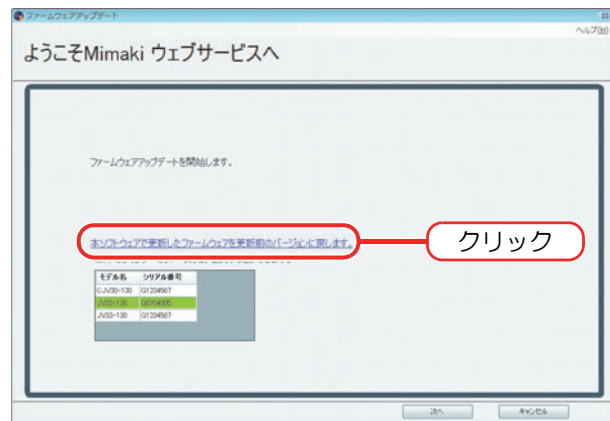 ファームウェアアップデート
ヘルプ(H)
ようこそMimaki ウェブサービスへ
ファームウェアアップデートを開始します。
本ソフトウェアで更新したファームウェアを更新前のバージョンに戻します。
クリック
モデル名 シリアル番号
CJV30-130 G1234567
JV33-130 G0704005
JV33-130 G1234567
次へ キャンセル